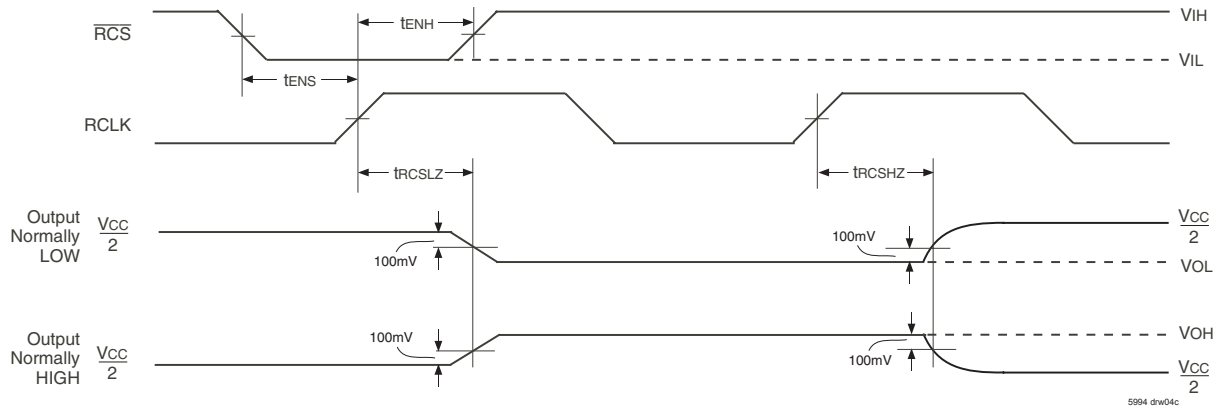 tENH
VIH
RCS
VIL
tENS
RCLK
tRCSLZ
tRCSHZ
Output
Normally
LOW
VCC
2
100mV
100mV
VCC
2
VOL
Output
Normally
HIGH
VCC
2
100mV
100mV
VOH
VCC
2
5994 drw04c